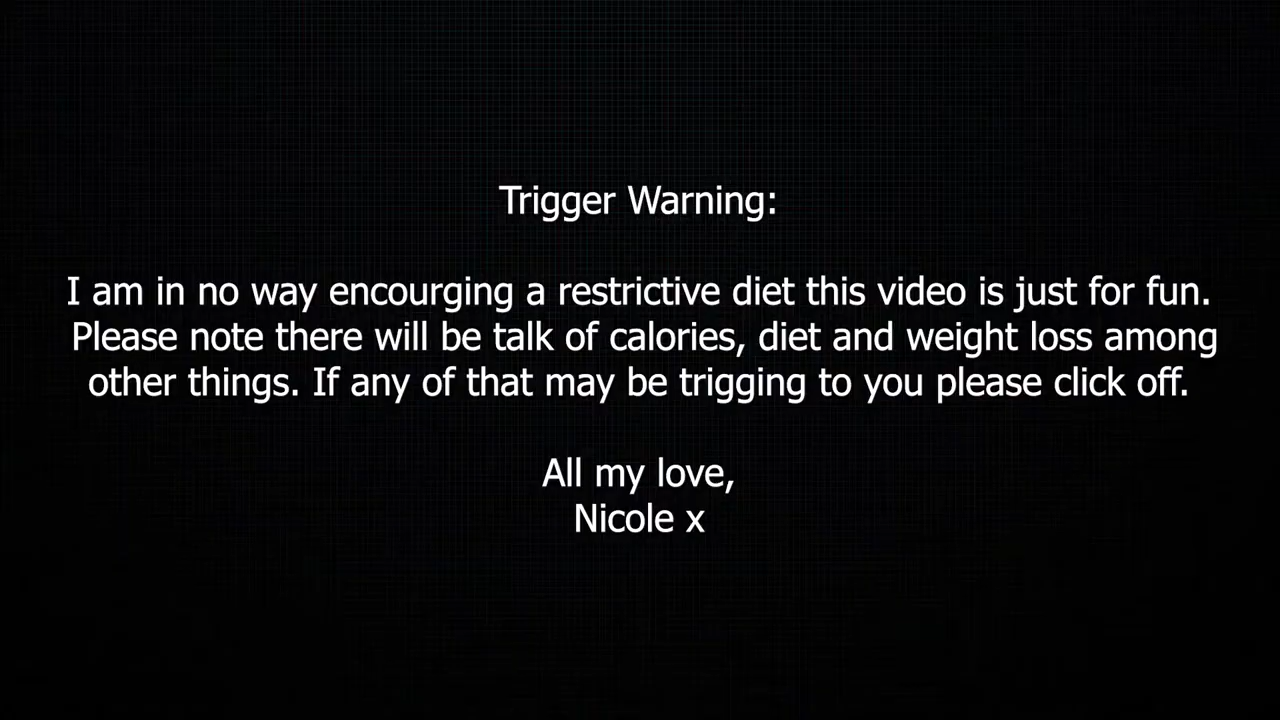 Trigger Warning:
I am in no way encourging a restrictive diet this video is just for fun.
Please note there will be talk of calories, diet and weight loss among
other things. If any of that may be trigging to you please click off.
All my love,
Nicole x